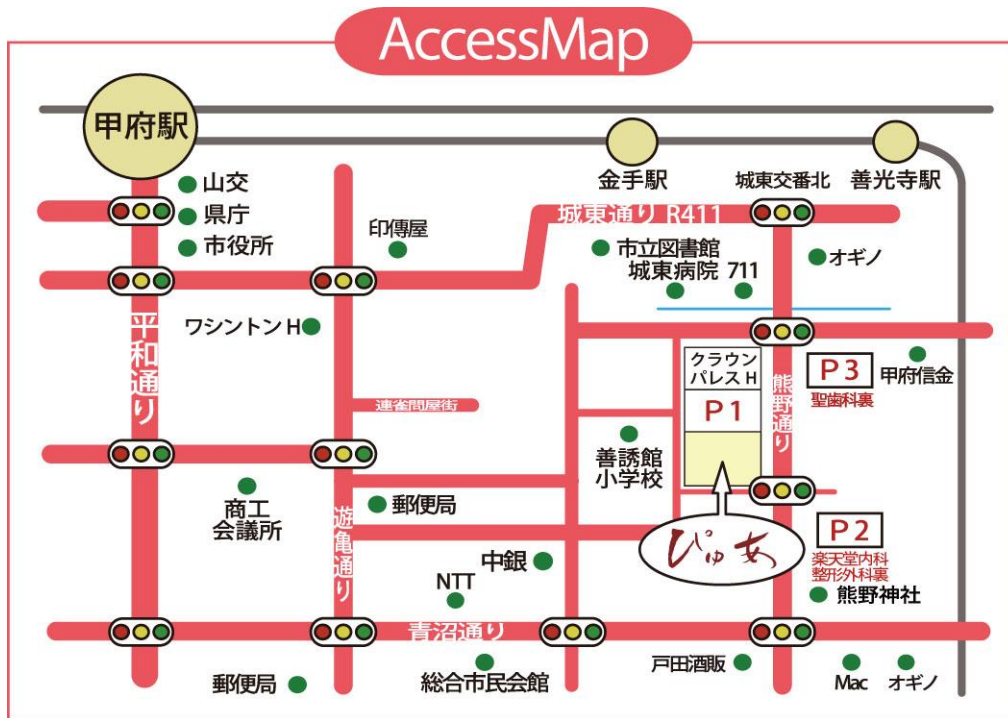 AccessMap
甲府駅
金手駅
善光寺駅
城東交番北
山交
県庁
市役所
印傳屋
城東通り R411
市立図書館
城東病院 711
オギノ
ワシントン H
平和通り
クラウン
パレス H
P1
熊野通り
P3
聖歯科裏
甲府信金
連雀問屋街
善誘館
小学校
商工
会議所
郵便局
遊亀通り
ぴゅあ
P2
楽天堂内科
整形外科裏
熊野神社
中銀
NTT
青沼通り
郵便局
総合市民会館
戸田酒販
Mac
オギノ